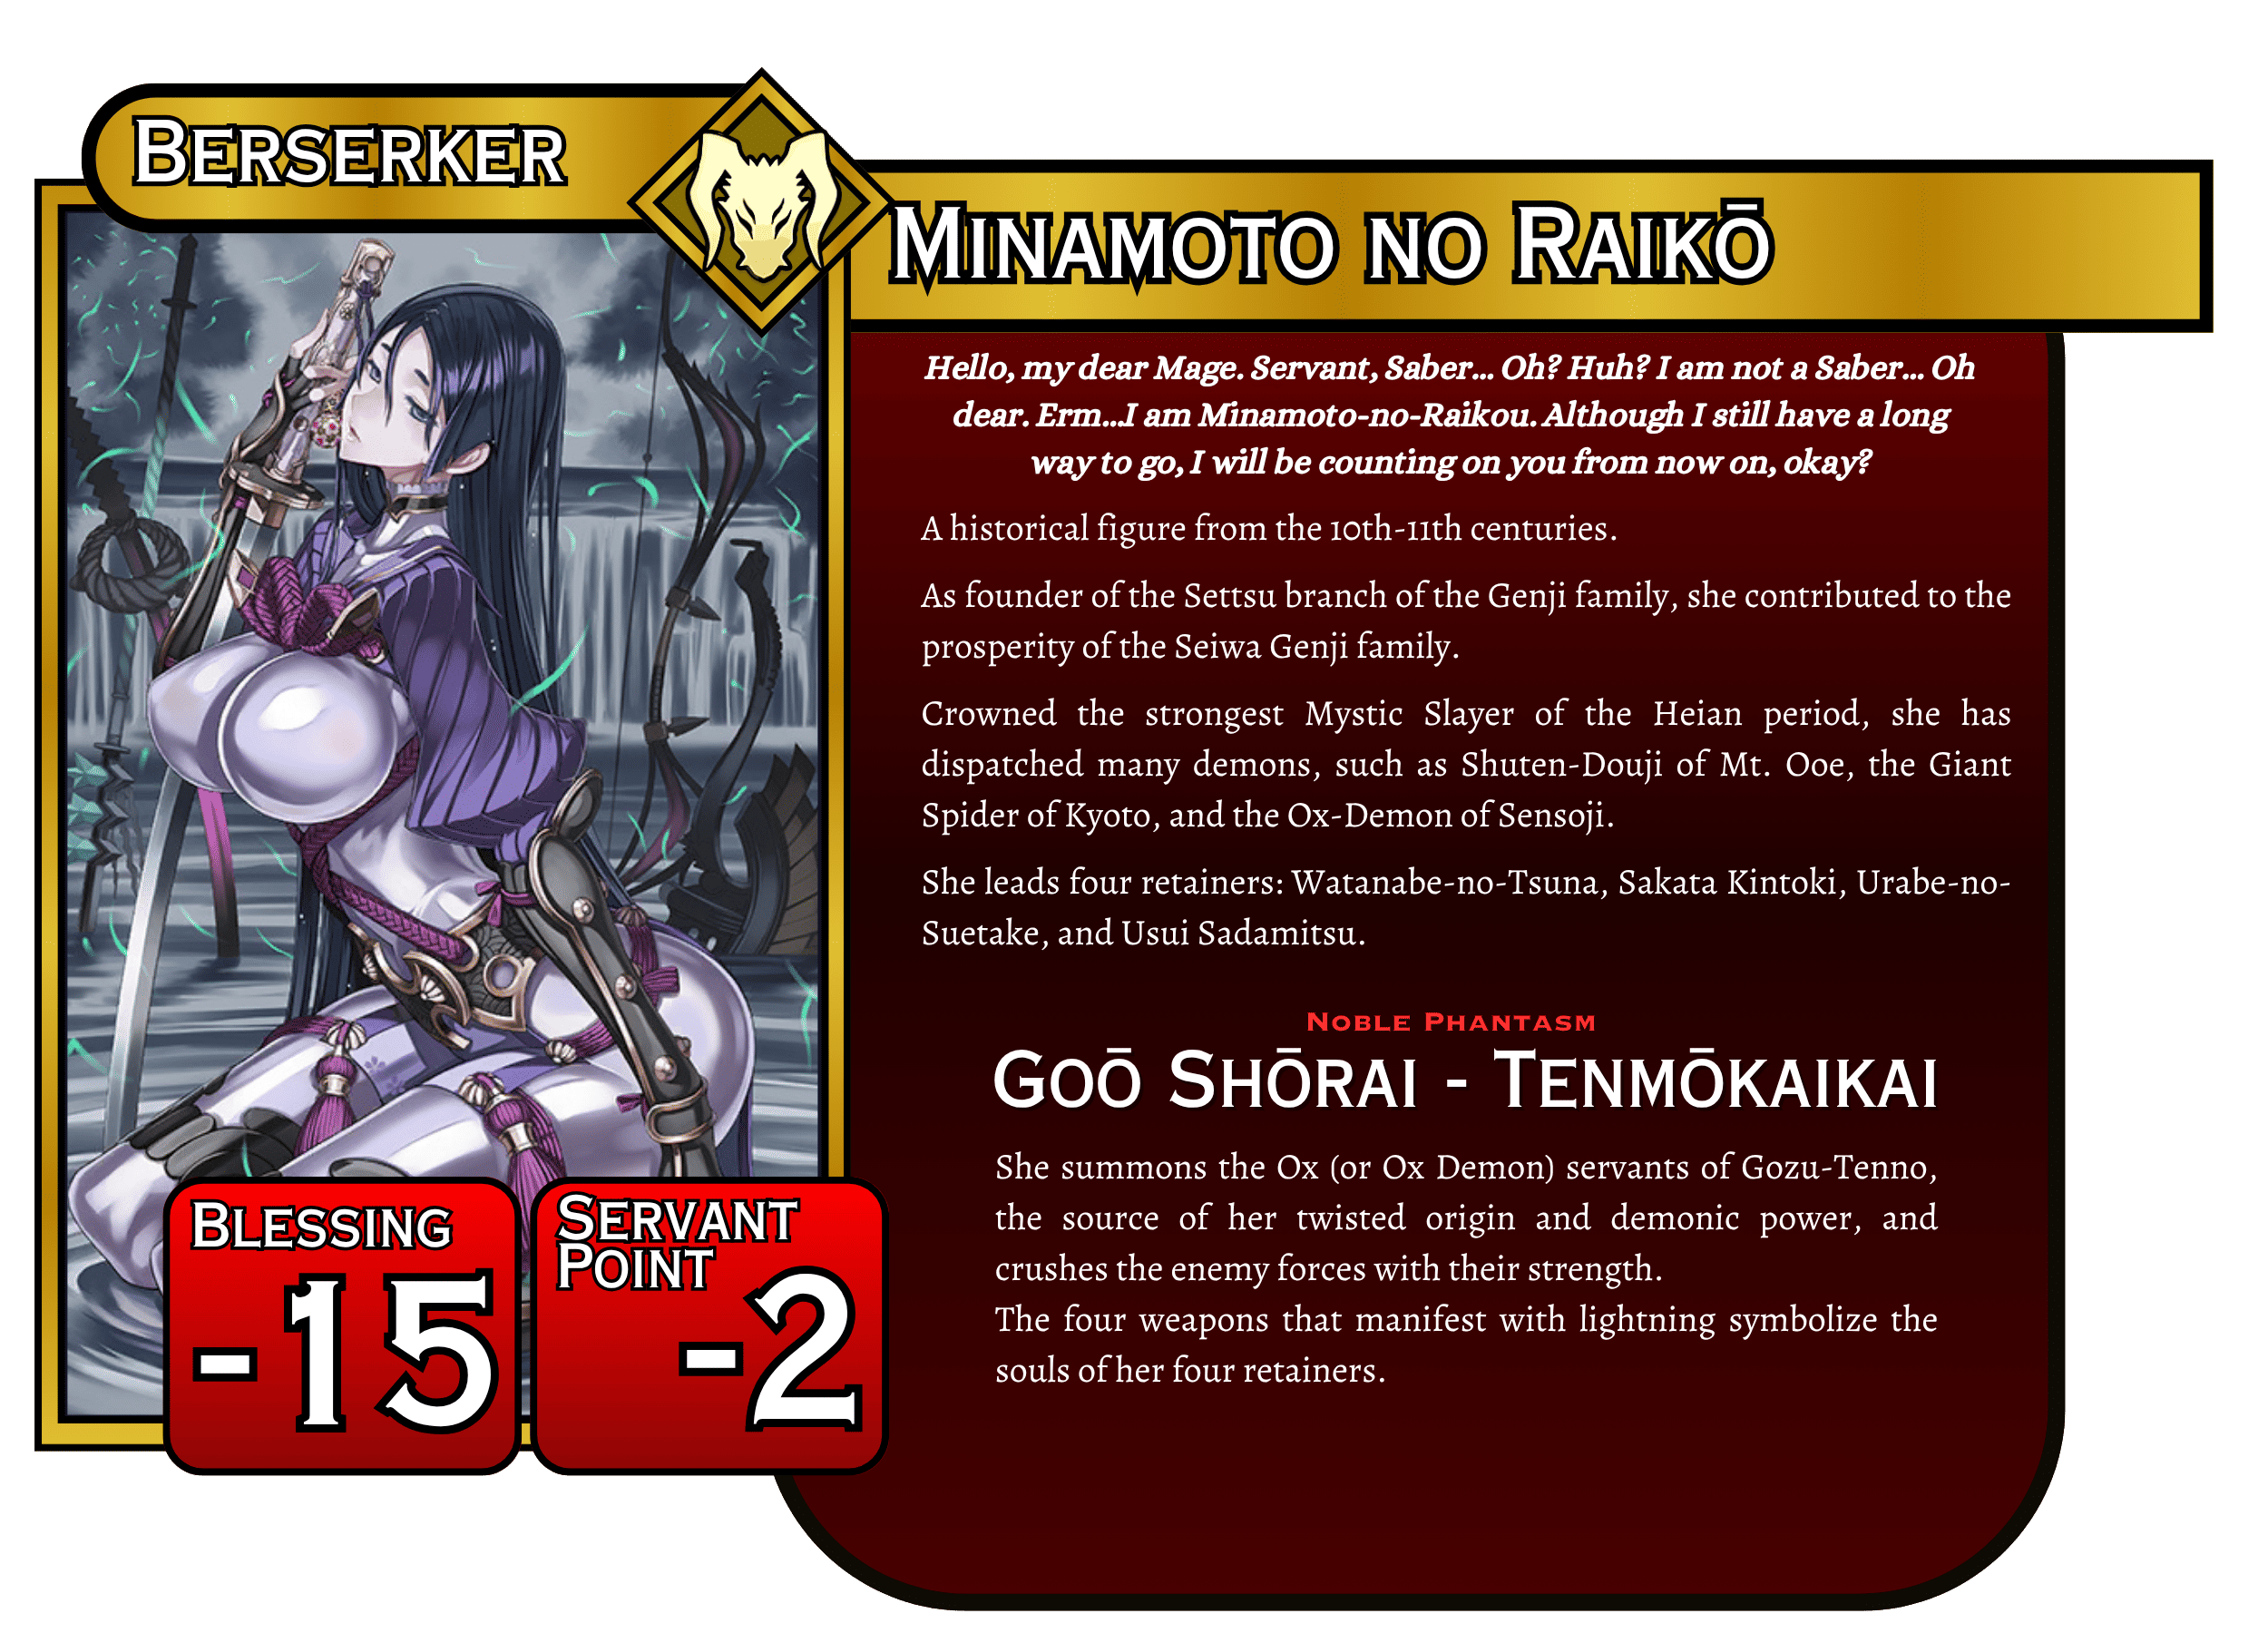 Berserker
Minamoto no Raikō
Hello, my dear Mage. Servant, Saber... Oh? Huh? I am not a Saber... Oh
dear. Erm...I am Minamoto-no-Raikou. Although I still have a long
way to go, I will be counting on you from now on, okay?
A historical figure from the 10th-11th centuries.
As founder of the Settsu branch of the Genji family, she contributed to the
prosperity of the Seiwa Genji family.
Crowned the strongest Mystic Slayer of the Heian period, she has
dispatched many demons, such as Shuten-Douji of Mt. Ooe, the Giant
Spider of Kyoto, and the Ox-Demon of Sensoji.
She leads four retainers: Watanabe-no-Tsuna, Sakata Kintoki, Urabe-no-
Suetake, and Usui Sadamitsu.
Noble Phantasm
Goō Shōrai - Tenmōkaikai
She summons the Ox (or Ox Demon) servants of Gozu-Tenno,
the source of her twisted origin and demonic power, and
crushes the enemy forces with their strength.
The four weapons that manifest with lightning symbolize the
souls of her four retainers.
Blessing
-15
Servant
Point
-2